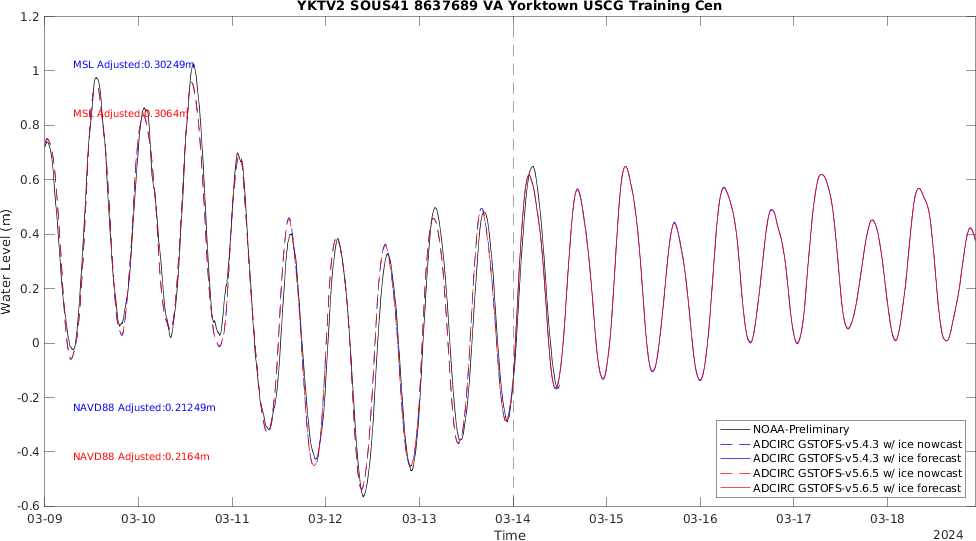 YKTV2 SOUS41 8637689 VA Yorktown USCG Training Cen
1.2
1
0.8
0.6
0.4
0.2
0
-0.2
-0.4
-0.6
Water Level (m)
MSL Adjusted:0.30249m
MSL Adjusted:0.3064m
NAVD88 Adjusted:0.21249m
NAVD88 Adjusted:0.2164m
NOAA-Preliminary
ADCIRC GSTOFS-v5.4.3 w/ ice nowcast
ADCIRC GSTOFS-v5.4.3 w/ ice forecast
ADCIRC GSTOFS-v5.6.5 w/ ice nowcast
ADCIRC GSTOFS-v5.6.5 w/ ice forecast
03-09 03-10 03-11 03-12 03-13 03-14 03-15 03-16 03-17 03-18
Time
2024